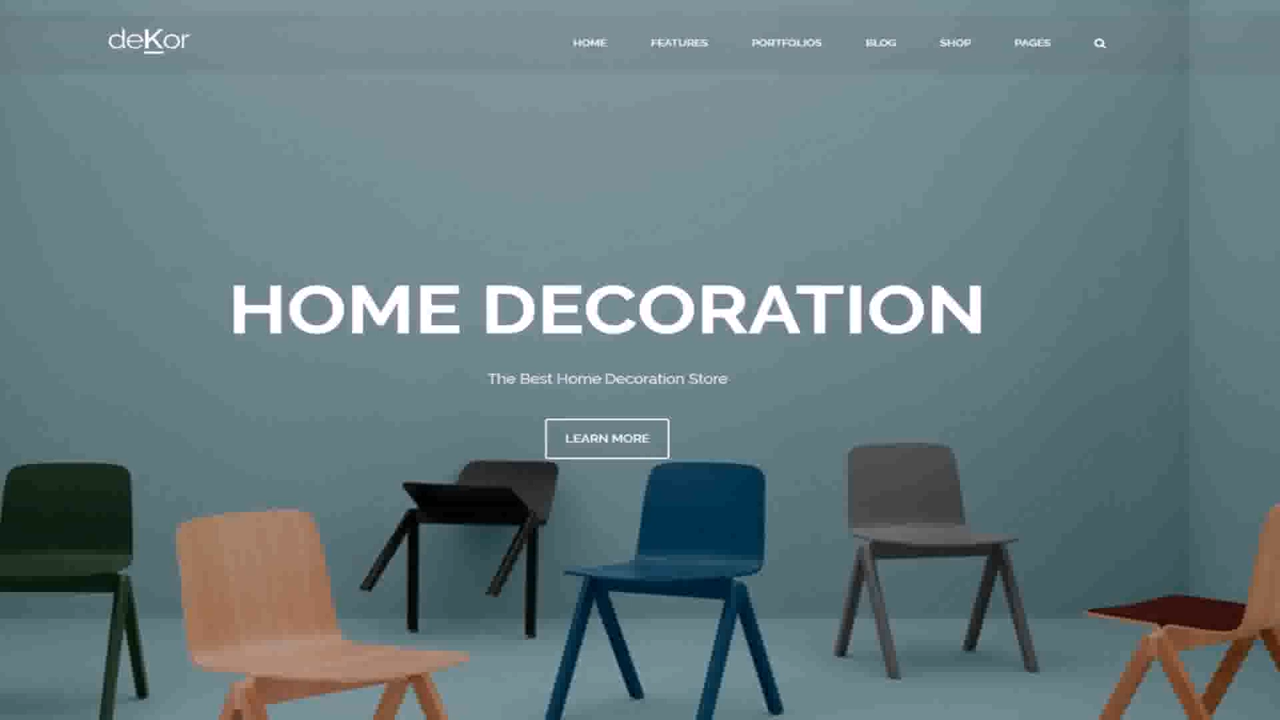 deKor
HOME FEATURES PORTFOLIOS BLOG SHOP PAGES
HOME DECORATION
The Best Home Decoration Store
LEARN MORE